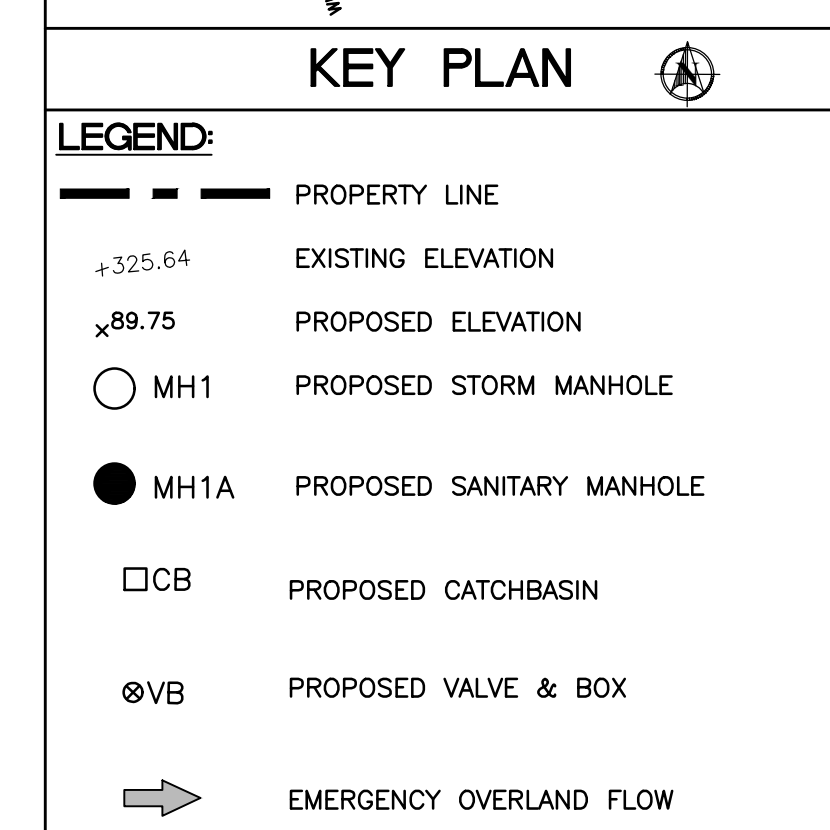 KEY PLAN N
LEGEND:
PROPERTY LINE
+325.64 EXISTING ELEVATION
×89.75 PROPOSED ELEVATION
MH1 PROPOSED STORM MANHOLE
MH1A PROPOSED SANITARY MANHOLE
CB PROPOSED CATCHBASIN
VB PROPOSED VALVE & BOX
EMERGENCY OVERLAND FLOW